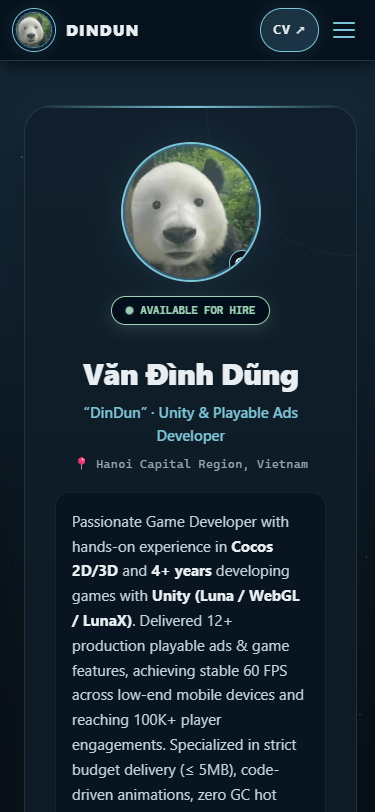 DINDUN
CV ↗
AVAILABLE FOR HIRE
Văn Đình Dũng
“DinDun” · Unity & Playable Ads
Developer
📍 Hanoi Capital Region, Vietnam
Passionate Game Developer with
hands-on experience in Cocos
2D/3D and 4+ years developing
games with Unity (Luna / WebGL
/ LunaX). Delivered 12+
production playable ads & game
features, achieving stable 60 FPS
across low-end mobile devices and
reaching 100K+ player
engagements. Specialized in strict
budget delivery (≤ 5MB), code-
driven animations, zero GC hot